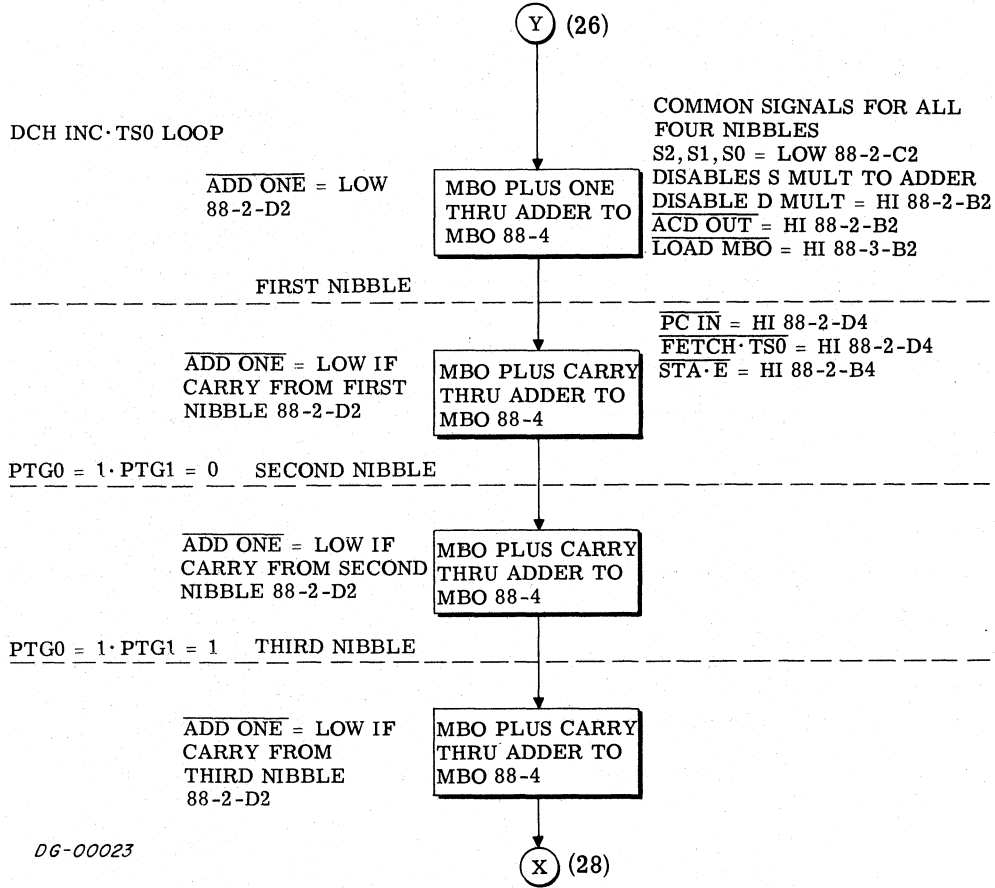 Y (26)
DCH INC·TS0 LOOP
COMMON SIGNALS FOR ALL
FOUR NIBBLES
S2, S1, S0 = LOW 88-2-C2
DISABLES S MULT TO ADDER
DISABLE D MULT = HI 88-2-B2
ACD OUT = HI 88-2-B2
LOAD MBO = HI 88-3-B2
ADD ONE = LOW
88-2-D2
MBO PLUS ONE
THRU ADDER TO
MBO 88-4
FIRST NIBBLE
PC IN = HI 88-2-D4
FETCH·TS0 = HI 88-2-D4
STA·E = HI 88-2-B4
ADD ONE = LOW IF
CARRY FROM FIRST
NIBBLE 88-2-D2
MBO PLUS CARRY
THRU ADDER TO
MBO 88-4
PTG0 = 1·PTG1 = 0 SECOND NIBBLE
ADD ONE = LOW IF
CARRY FROM SECOND
NIBBLE 88-2-D2
MBO PLUS CARRY
THRU ADDER TO
MBO 88-4
PTG0 = 1·PTG1 = 1 THIRD NIBBLE
ADD ONE = LOW IF
CARRY FROM
THIRD NIBBLE
88-2-D2
MBO PLUS CARRY
THRU ADDER TO
MBO 88-4
DG-00023
X (28)